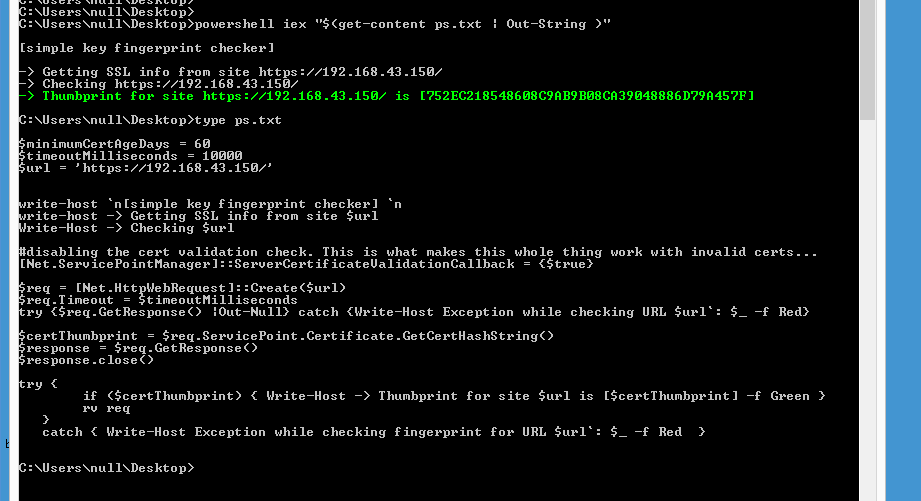 C:\Users\null\Desktop>
C:\Users\null\Desktop>
C:\Users\null\Desktop>powershell iex "$(get-content ps.txt | Out-String )"
[simple key fingerprint checker]
-> Getting SSL info from site https://192.168.43.150/
-> Checking https://192.168.43.150/
-> Thumbprint for site https://192.168.43.150/ is [752EC218548608C9AB9B08CA39048886D79A457F]
C:\Users\null\Desktop>type ps.txt
$minimumCertAgeDays = 60
$timeoutMilliseconds = 10000
$url = 'https://192.168.43.150/'
write-host `n[simple key fingerprint checker] `n
write-host -> Getting SSL info from site $url
Write-Host -> Checking $url
#disabling the cert validation check. This is what makes this whole thing work with invalid certs...
[Net.ServicePointManager]::ServerCertificateValidationCallback = {$true}
$req = [Net.HttpWebRequest]::Create($url)
$req.Timeout = $timeoutMilliseconds
try {$req.GetResponse() |Out-Null} catch {Write-Host Exception while checking URL $url`: $_ -f Red}
$certThumbprint = $req.ServicePoint.Certificate.GetCertHashString()
$response = $req.GetResponse()
$response.close()
try {
if ($certThumbprint) { Write-Host -> Thumbprint for site $url is [$certThumbprint] -f Green }
rv req
}
catch { Write-Host Exception while checking fingerprint for URL $url`: $_ -f Red }
C:\Users\null\Desktop>